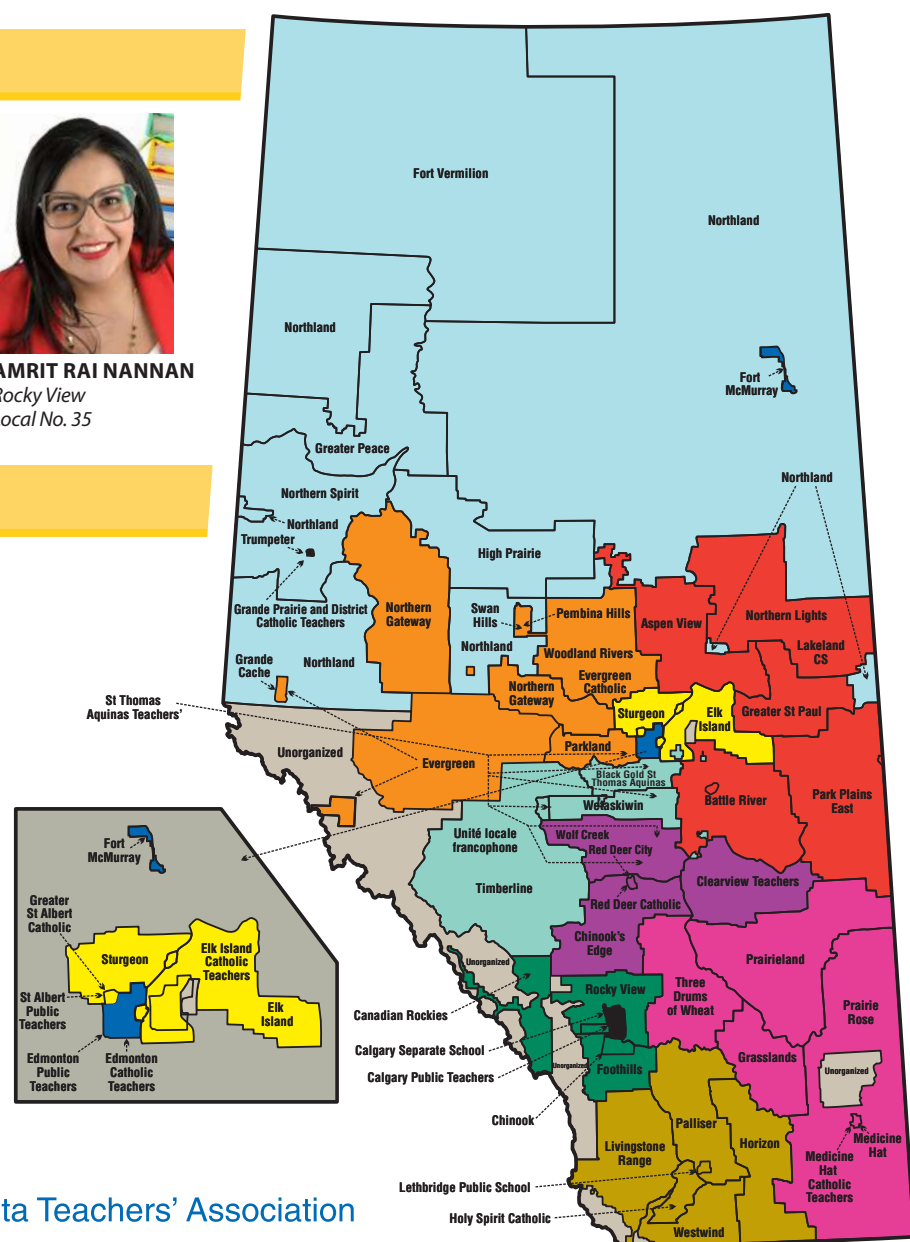 AMRIT RAI NANNAN
Rocky View
ocal No. 35
Fort Vermilion
Northland
Northland
Fort
McMurray
Greater Peace
Northern Spirit
Northland
Trumpeter
Northland
High Prairie
Grande Prairie and District
Catholic Teachers
Northern
Gateway
Swan
Hills
Pembina Hills
Aspen View
Northern Lights
Northland
Lakeland
CS
Woodland Rivers
Grande
Cache
Northland
Evergreen
Catholic
Northern
Gateway
St Thomas
Aquinas Teachers'
Sturgeon
Elk
Island
Greater St Paul
Unorganized
Evergreen
Parkland
Black Gold St
Thomas Aquinas
Wetaskiwin
Battle River
Park Plains
East
Unité locale
francophone
Wolf Creek
Red Deer City
Timberline
Red Deer Catholic
Clearview Teachers
Chinook's
Edge
Unorganized
Prairieland
Canadian Rockies
Rocky View
Three
Drums
of Wheat
Prairie
Rose
Calgary Separate School
Calgary Public Teachers
Unorganized
Foothills
Grasslands
Unorganized
Chinook
Palliser
Livingstone
Range
Horizon
Medicine
Hat
Medicine
Hat
Catholic
Teachers
Lethbridge Public School
Holy Spirit Catholic
Westwind
Fort
McMurray
Greater
St Albert
Catholic
Sturgeon
Elk Island
Catholic
Teachers
St Albert
Public
Teachers
Elk
Island
Edmonton
Public
Teachers
Edmonton
Catholic
Teachers
ta Teachers' Association